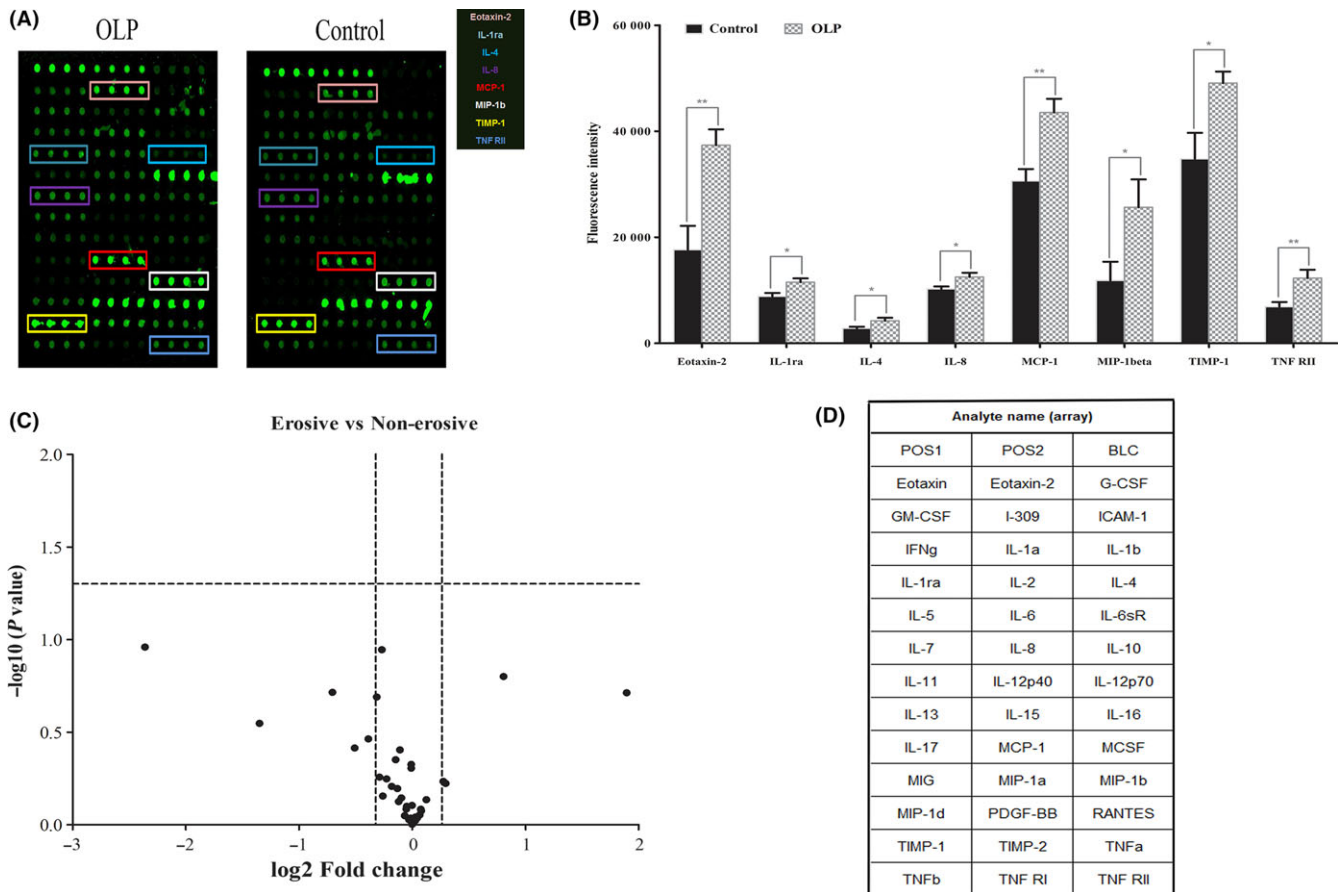 (A)
OLP
Control
Eotaxin-2
IL-1ra
IL-4
IL-8
MCP-1
MIP-1b
TIMP-1
TNF RII
(B)
Control OLP
60 000
40 000
20 000
0
Fluorescence intensity
** * * * ** * * **
Eotaxin-2 IL-1ra IL-4 IL-8 MCP-1 MIP-1beta TIMP-1 TNF RII
(C)
Erosive vs Non-erosive
2.0
1.5
1.0
0.5
0.0
–log10 (P value)
–3 –2 –1 0 1 2
log2 Fold change
(D)
Analyte name (array)
POS1 POS2 BLC
Eotaxin Eotaxin-2 G-CSF
GM-CSF I-309 ICAM-1
IFNg IL-1a IL-1b
IL-1ra IL-2 IL-4
IL-5 IL-6 IL-6sR
IL-7 IL-8 IL-10
IL-11 IL-12p40 IL-12p70
IL-13 IL-15 IL-16
IL-17 MCP-1 MCSF
MIG MIP-1a MIP-1b
MIP-1d PDGF-BB RANTES
TIMP-1 TIMP-2 TNFa
TNFb TNF RI TNF RII